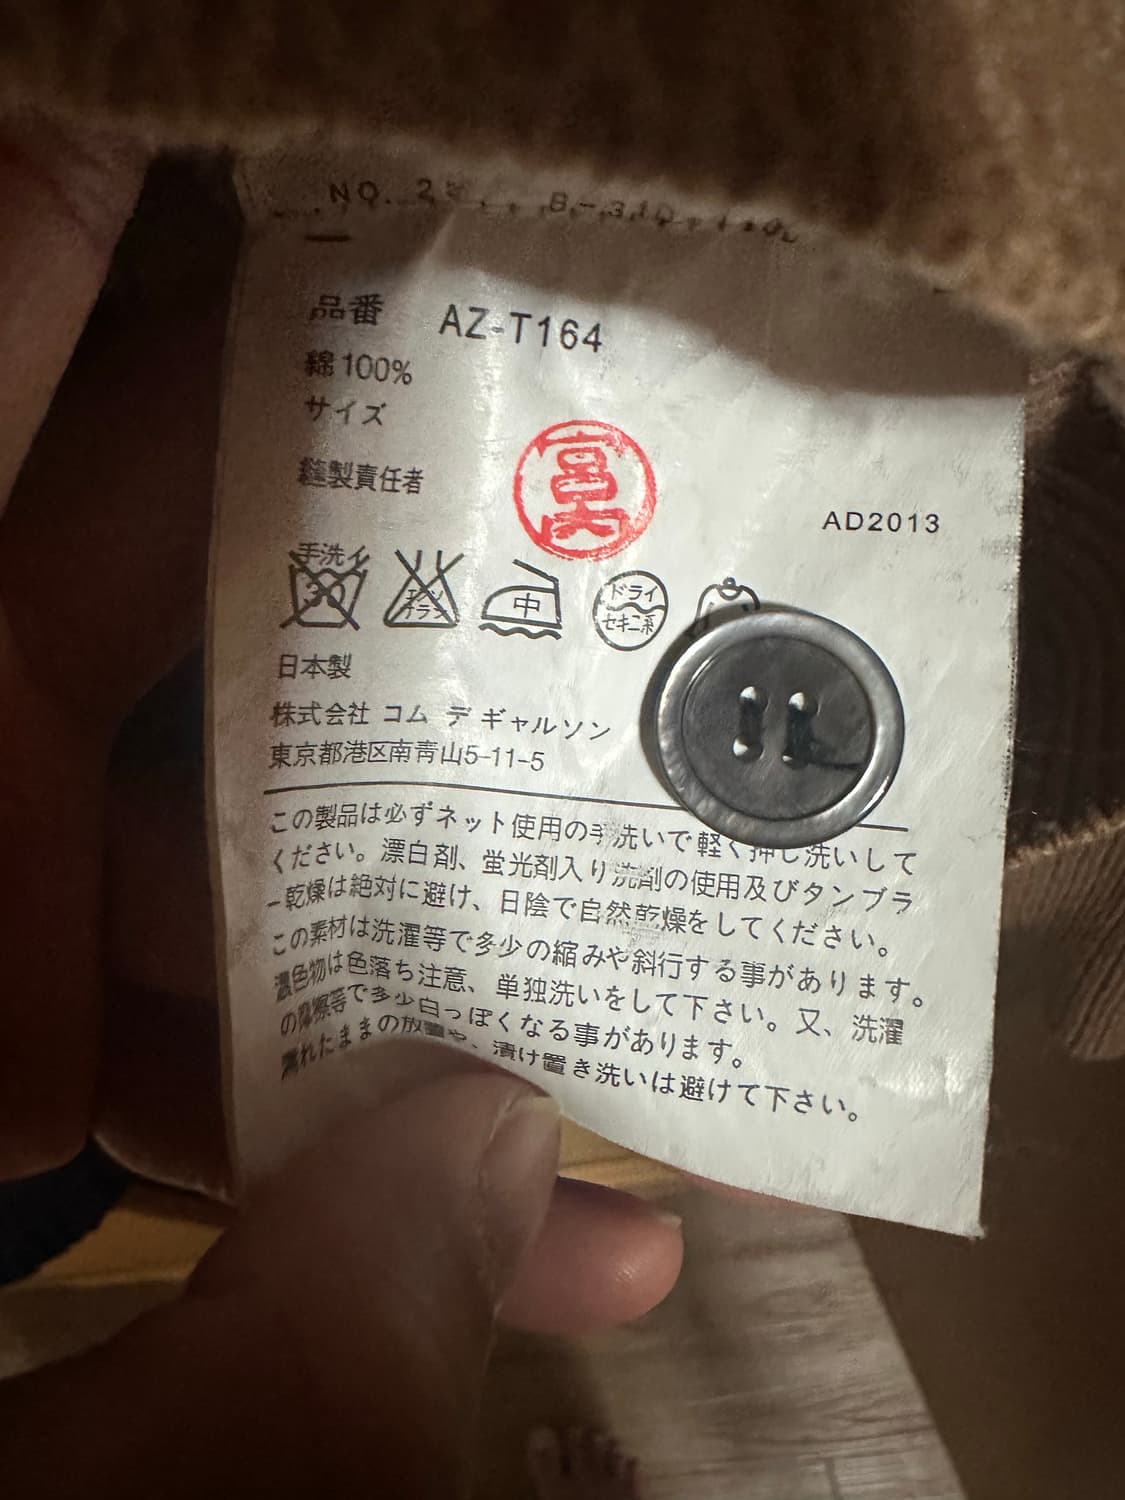 NO. 2
品番 AZ-T164
綿100%
サイズ
縫製責任者
宮内
AD2013
手洗イ
30
エンソ
イラン
中
ドライ
セキユ系
日本製
株式会社 コム デ ギャルソン
東京都港区南青山5-11-5
この製品は必ずネット使用の手洗いで軽く押し洗いして
ください。漂白剤、蛍光剤入り洗剤の使用及びタンブラ
ー乾燥は絶対に避け、日陰で自然乾燥をしてください。
この素材は洗濯等で多少の縮みや斜行する事があります。
濃色物は色落ち注意、単独洗いをして下さい。又、洗濯
の摩擦等で多少白っぽくなる事があります。
濡れたままの放置や、漬け置き洗いは避けて下さい。